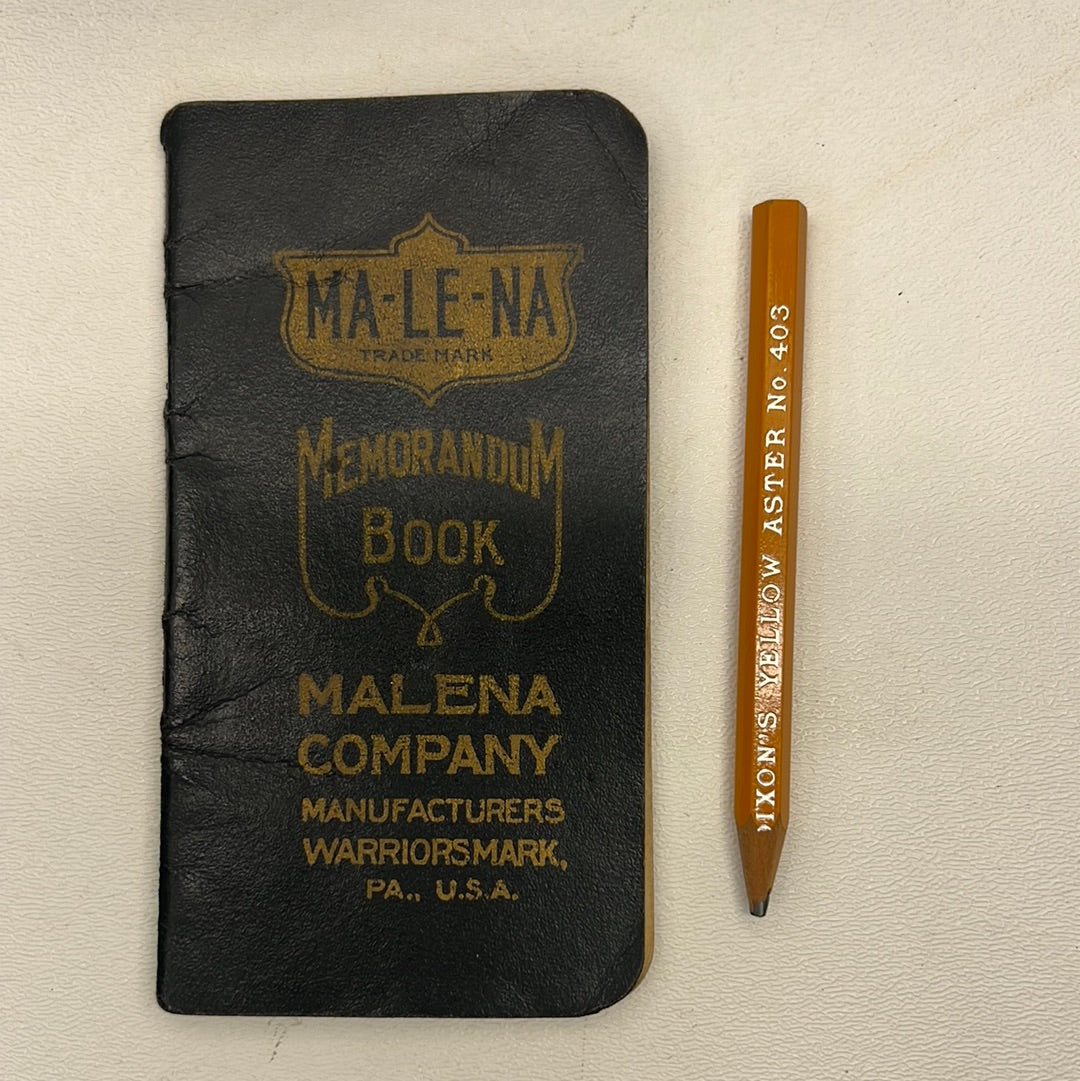 MA-LE-NA
TRADE MARK
MEMORANDUM
BOOK
MALENA
COMPANY
MANUFACTURERS
WARRIORSMARK,
PA., U.S.A.
IXON'S YELLOW ASTER No. 403